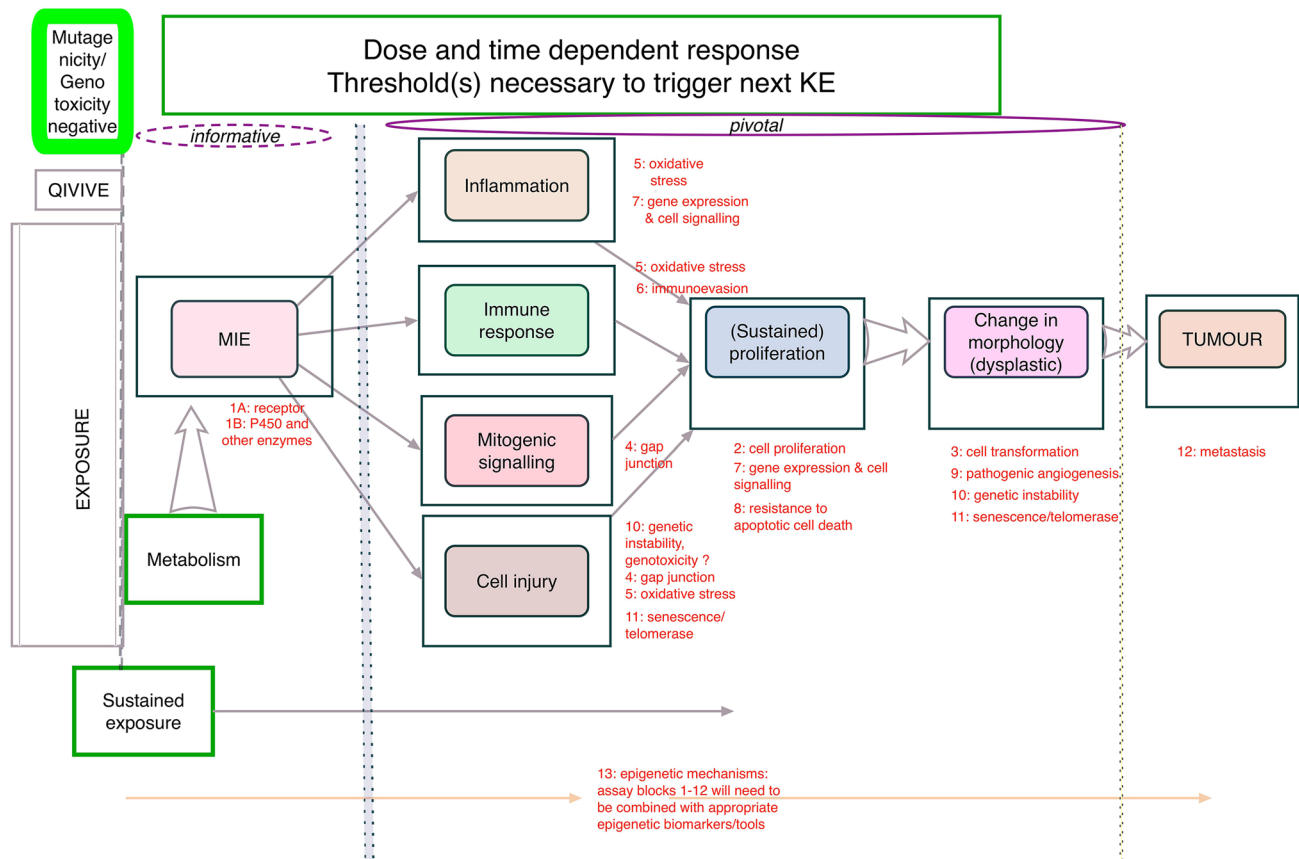 Mutage
nicity/
Geno
toxicity
negative
Dose and time dependent response
Threshold(s) necessary to trigger next KE
informative
pivotal
QIVIVE
EXPOSURE
MIE
1A: receptor
1B: P450 and
other enzymes
Metabolism
Sustained
exposure
Inflammation
5: oxidative
stress
7: gene expression
& cell signalling
Immune
response
5: oxidative stress
6: immunoevasion
Mitogenic
signalling
4: gap
junction
Cell injury
10: genetic
instability,
genotoxicity ?
4: gap junction
5: oxidative stress
11: senescence/
telomerase
(Sustained)
proliferation
2: cell proliferation
7: gene expression & cell
signalling
8: resistance to
apoptotic cell death
Change in
morphology
(dysplastic)
3: cell transformation
9: pathogenic angiogenesis
10: genetic instability
11: senescence/telomerase
TUMOUR
12: metastasis
13: epigenetic mechanisms:
assay blocks 1-12 will need to
be combined with appropriate
epigenetic biomarkers/tools